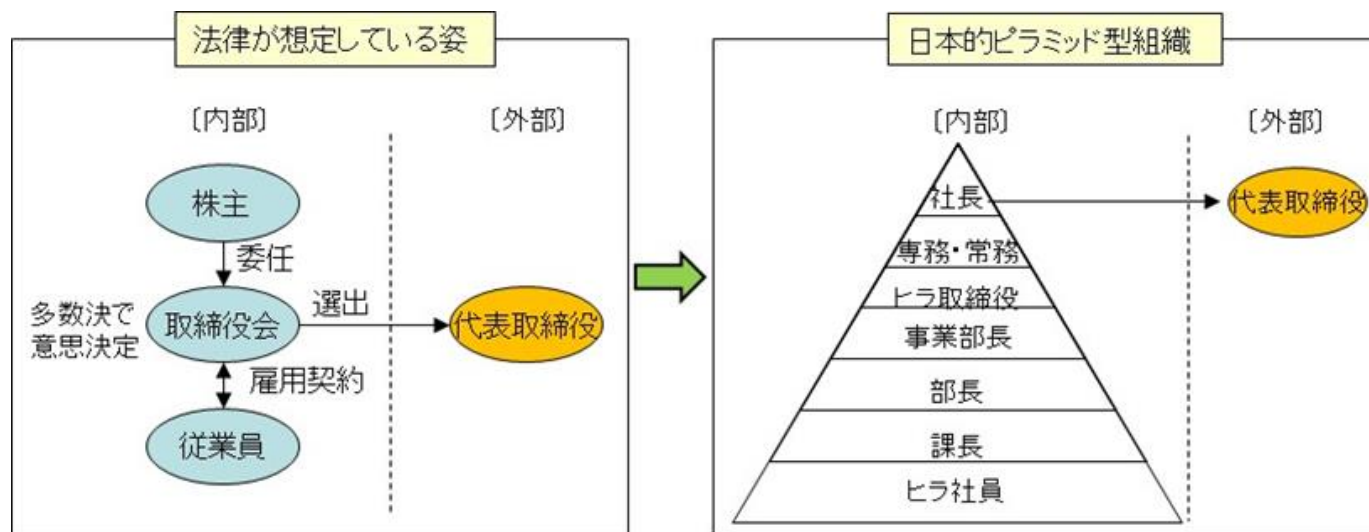 法律が想定している姿
〔内部〕
〔外部〕
株主
委任
多数決で
意思決定
取締役会
選出
代表取締役
雇用契約
従業員
日本的ピラミッド型組織
〔内部〕
〔外部〕
社長
代表取締役
専務・常務
ヒラ取締役
事業部長
部長
課長
ヒラ社員